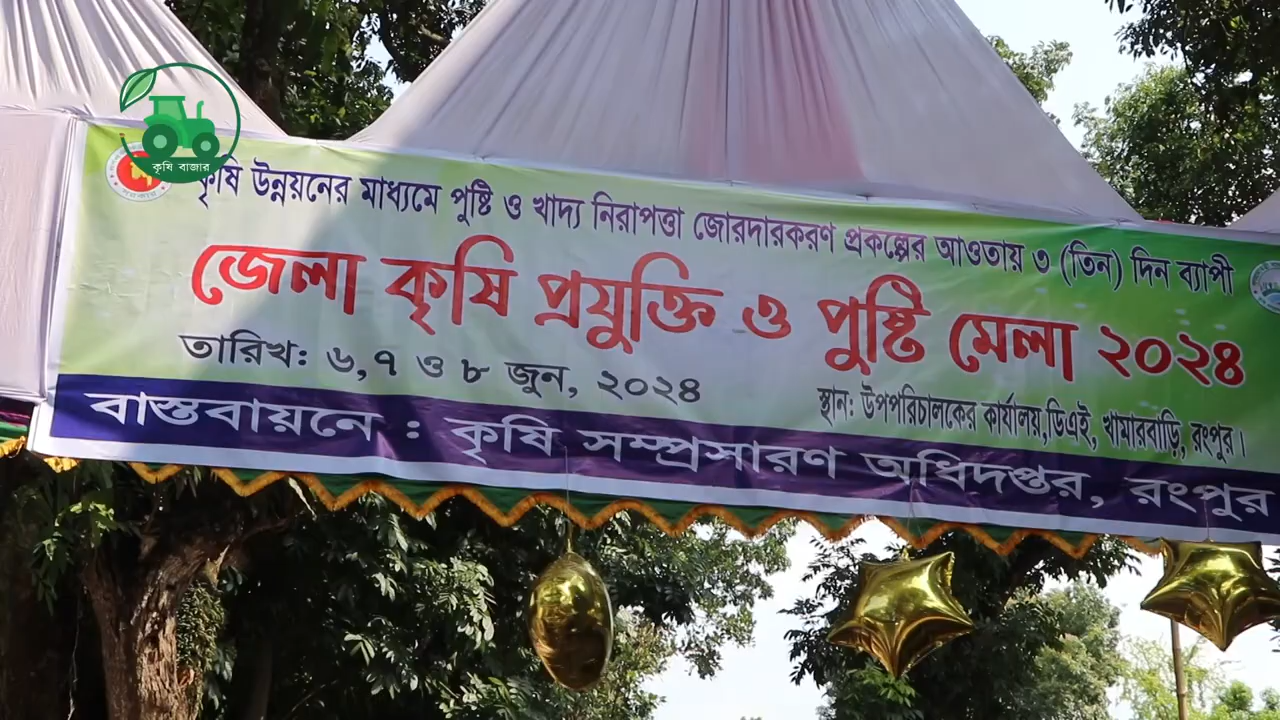 কৃষি বাজার
কৃষি উন্নয়নের মাধ্যমে পুষ্টি ও খাদ্য নিরাপত্তা জোরদারকরণ প্রকল্পের আওতায় ৩ (তিন) দিন ব্যাপী
জেলা কৃষি প্রযুক্তি ও পুষ্টি মেলা ২০২৪
তারিখ: ৬,৭ ও ৮ জুন, ২০২৪
স্থান: উপপরিচালকের কার্যালয়,ডিএই, খামারবাড়ি, রংপুর।
বাস্তবায়নে : কৃষি সম্প্রসারণ অধিদপ্তর, রংপুর